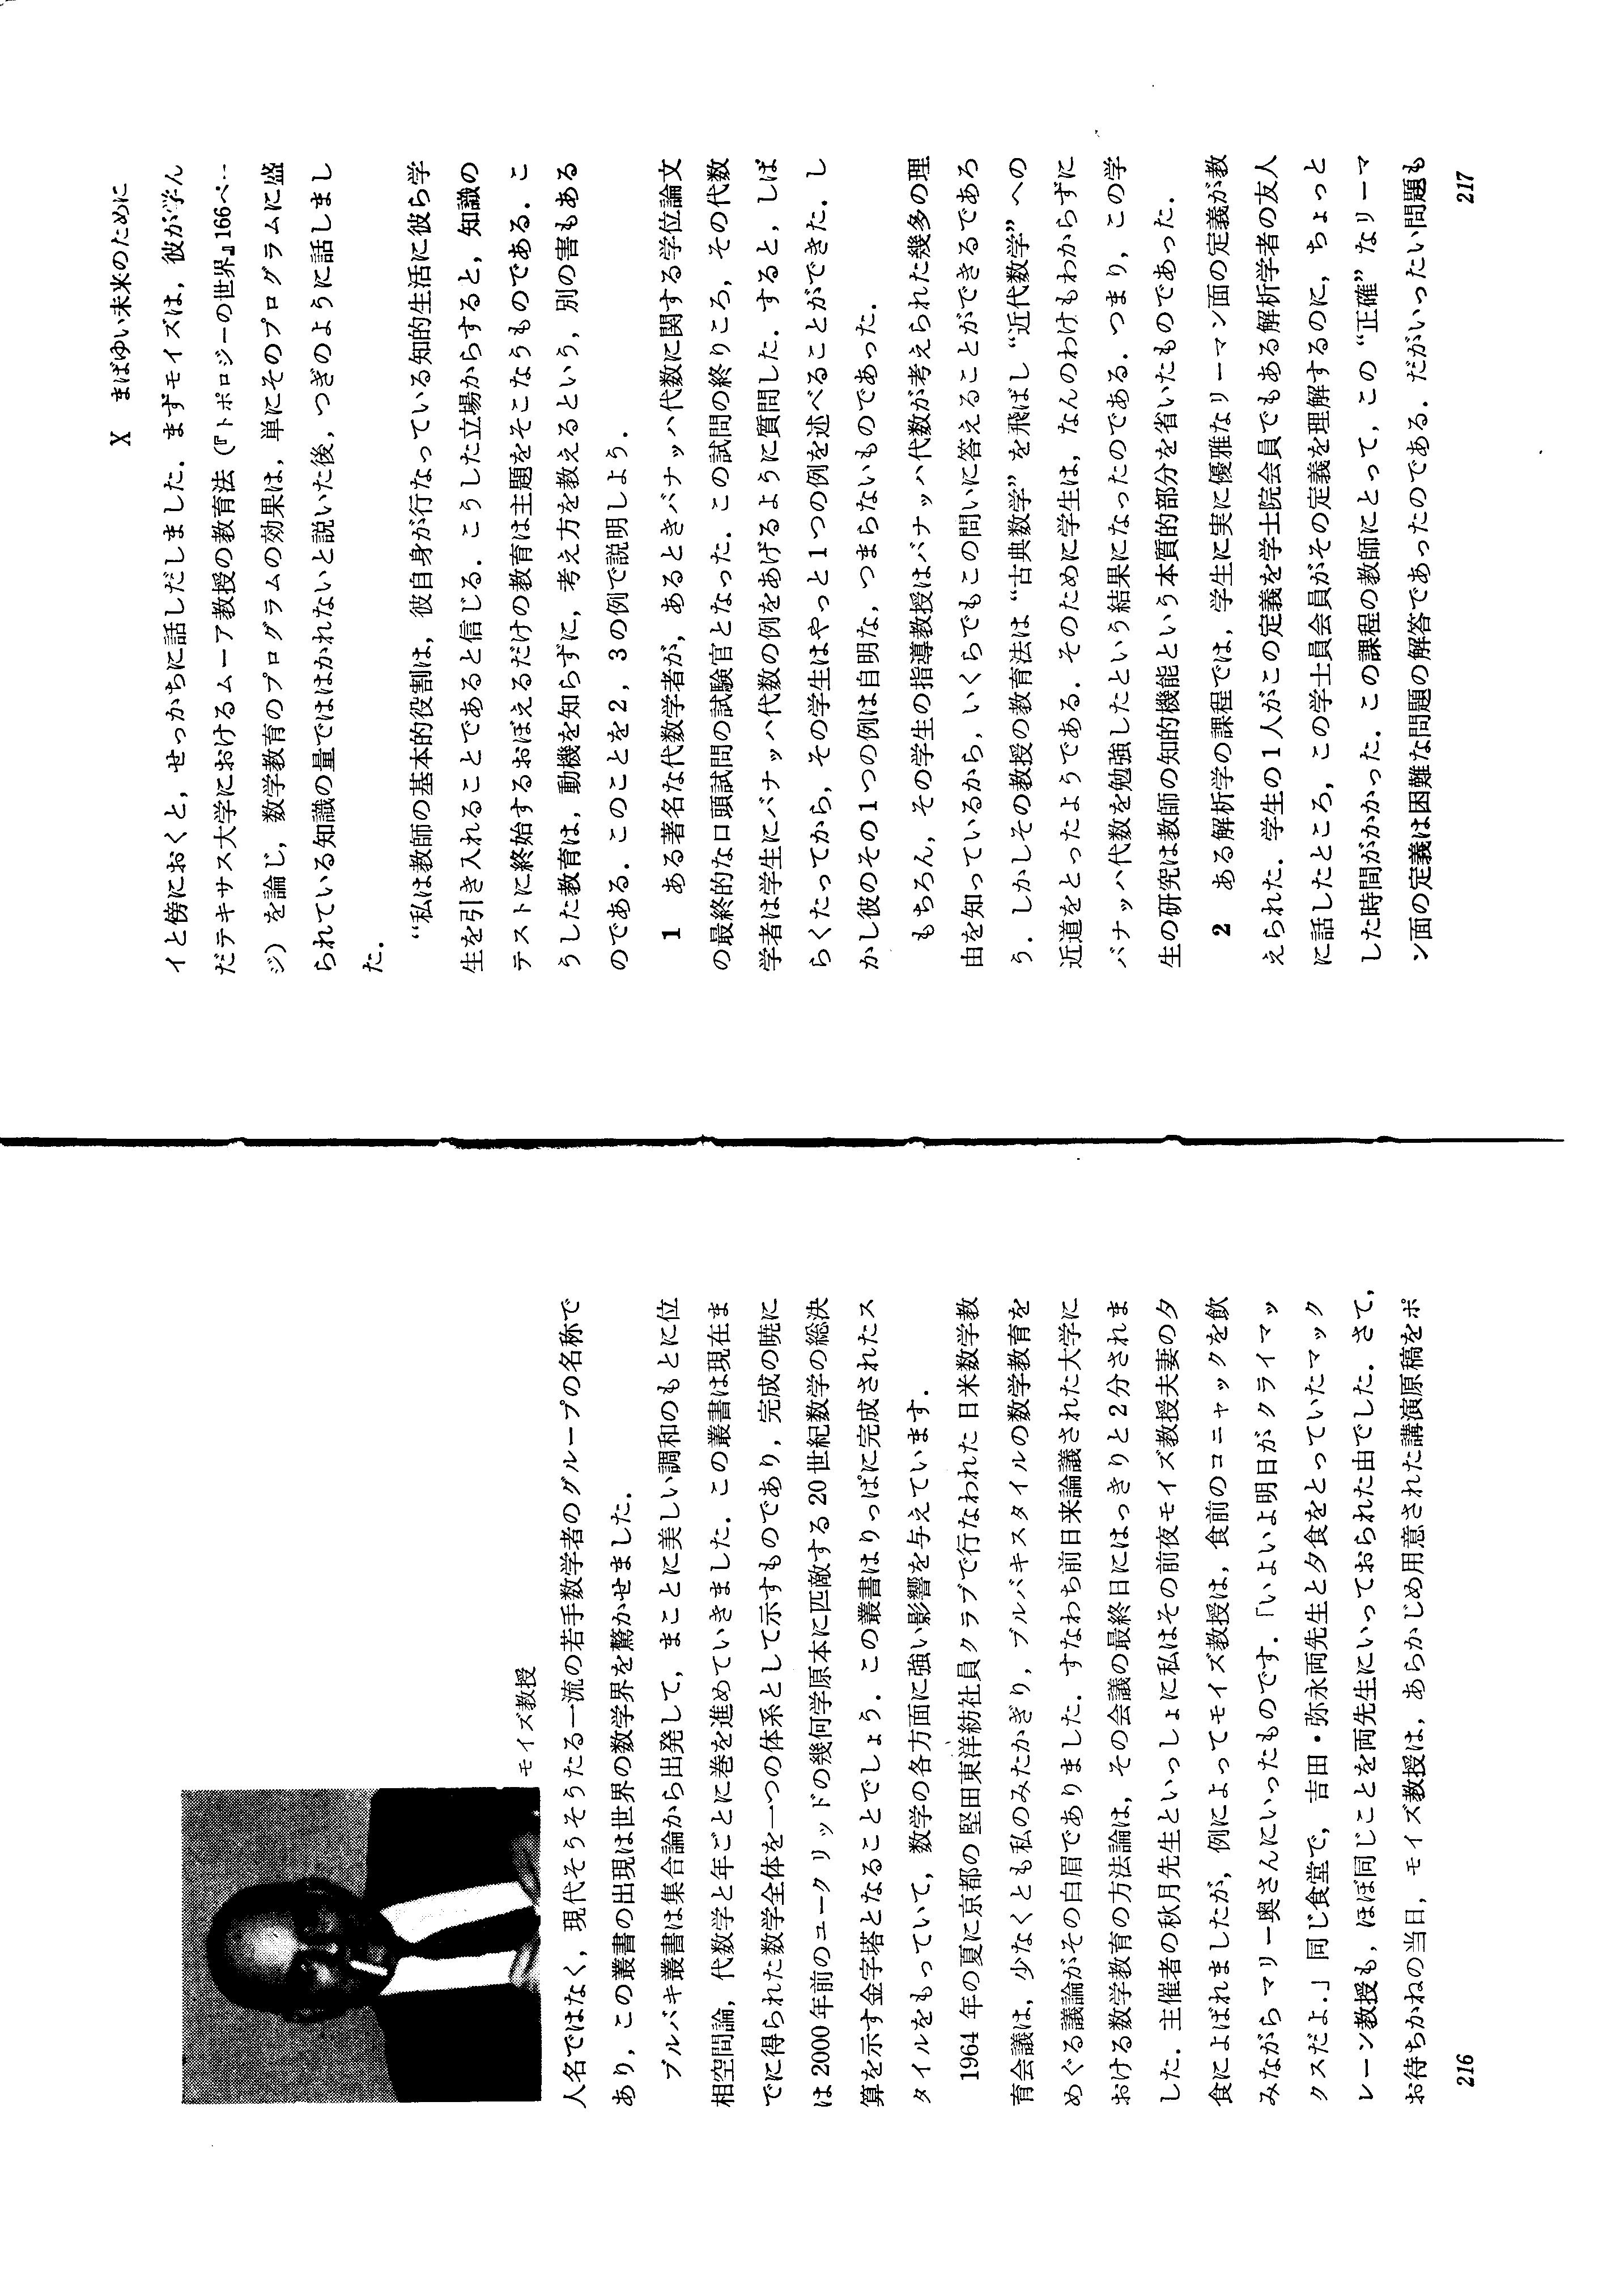 モイズ教授
人名ではなく，現代そうそうたる一流の若手数学者のグループの名称で
あり，この叢書の出現は世界の数学界を驚かせました．
ブルバキ叢書は集合論から出発して，まことに美しい調和のもとに位
相空間論，代数学と年ごとに巻を進めていきました．この叢書は現在ま
でに得られた数学全体を一つの体系として示すものであり，完成の暁に
は2000年前のユークリッドの幾何学原本に匹敵する20世紀数学の総決
算を示す金字塔となることでしょう．この叢書はりっぱに完成されたス
タイルをもっていて，数学の各方面に強い影響を与えています．
1964年の夏に京都の堅田東洋紡社員クラブで行なわれた日米数学教
育会議は，少なくとも私のみたかぎり，ブルバキスタイルの数学教育を
めぐる議論がその白眉でありました．すなわち前日来論議された大学に
おける数学教育の方法論は，その会議の最終日にはっきりと2分されま
した．主催者の秋月先生といっしょに私はその前夜モイズ教授夫妻の夕
食によばれましたが，例によってモイズ教授は，食前のコニャックを飲
みながらマリー奥さんにいったものです．「いよいよ明日がクライマッ
クスだよ．」同じ食堂で，吉田・弥永両先生と夕食をとっていたマック
レーン教授も，ほぼ同じことを両先生にいっておられた由でした．さて，
お待ちかねの当日，モイズ教授は，あらかじめ用意された講演原稿をポ
216
X　まばゆい未来のために
イと傍におくと，せっかちに話しだしました．まずモイズは，彼が学ん
だテキサス大学におけるムーア教授の教育法（『トポロジーの世界』166ペー
ジ）を論じ，数学教育のプログラムの効果は，単にそのプログラムに盛
られている知識の量でははかれないと説いた後，つぎのように話しまし
た．
“私は教師の基本的役割は，彼自身が行なっている知的生活に彼ら学
生を引き入れることであると信じる．こうした立場からすると，知識の
テストに終始するおぼえるだけの教育は主題をそこなうものである．こ
うした教育は，動機を知らずに，考え方を教えるという，別の害もある
のである．このことを2，3の例で説明しよう．
1　ある著名な代数学者が，あるときバナッハ代数に関する学位論文
の最終的な口頭試問の試験官となった．この試問の終りころ，その代数
学者は学生にバナッハ代数の例をあげるように質問した．すると，しば
らくたってから，その学生はやっと1つの例を述べることができた．し
かし彼のその1つの例は自明な，つまらないものであった．
もちろん，その学生の指導教授はバナッハ代数が考えられた幾多の理
由を知っているから，いくらでもこの問いに答えることができるであろ
う．しかしその教授の教育法は“古典数学”を飛ばし“近代数学”への
近道をとったようである．そのために学生は，なんのわけもわからずに
バナッハ代数を勉強したという結果になったのである．つまり，この学
生の研究は教師の知的機能という本質的部分を省いたものであった．
2　ある解析学の課程では，学生に実に優雅なリーマン面の定義が教
えられた．学生の1人がこの定義を学士院会員でもある解析学者の友人
に話したところ，この学士員会員がその定義を理解するのに，ちょっと
した時間がかかった．この課程の教師にとって，この“正確”なリーマ
ン面の定義は困難な問題の解答であったのである．だがいったい問題も
217